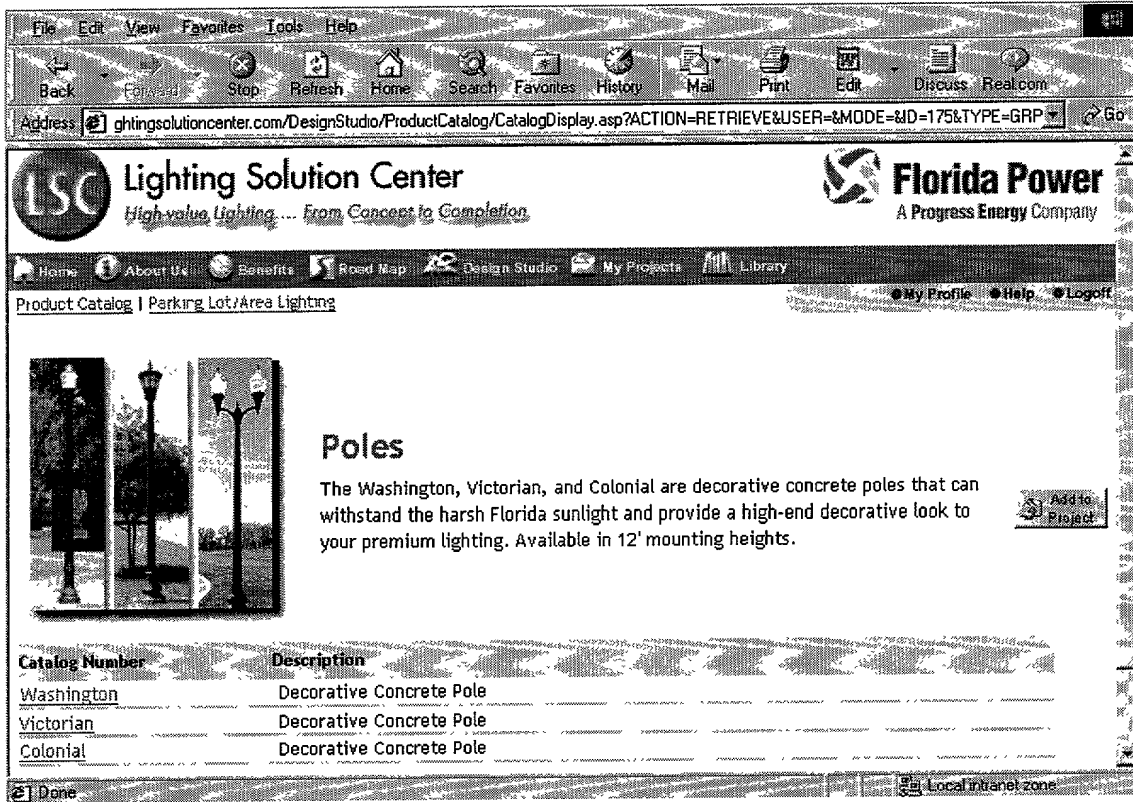 File Edit View Favorites Tools Help
Back Forward Stop Refresh Home Search Favorites History Mail Print Edit Discuss Real.com
Address ghtingsolutioncenter.com/DesignStudio/ProductCatalog/CatalogDisplay.asp?ACTION=RETRIEVE&USER=&MODE=&ID=175&TYPE=GRP Go
LSC Lighting Solution Center Florida Power
High-value Lighting.... From Concept to Completion A Progress Energy Company
Home About Us Benefits Road Map Design Studio My Projects Library
Product Catalog | Parking Lot/Area Lighting My Profile Help Logoff
Poles
The Washington, Victorian, and Colonial are decorative concrete poles that can
withstand the harsh Florida sunlight and provide a high-end decorative look to
your premium lighting. Available in 12' mounting heights.
Add to
Project
Catalog Number Description
Washington Decorative Concrete Pole
Victorian Decorative Concrete Pole
Colonial Decorative Concrete Pole
Done Local intranet zone